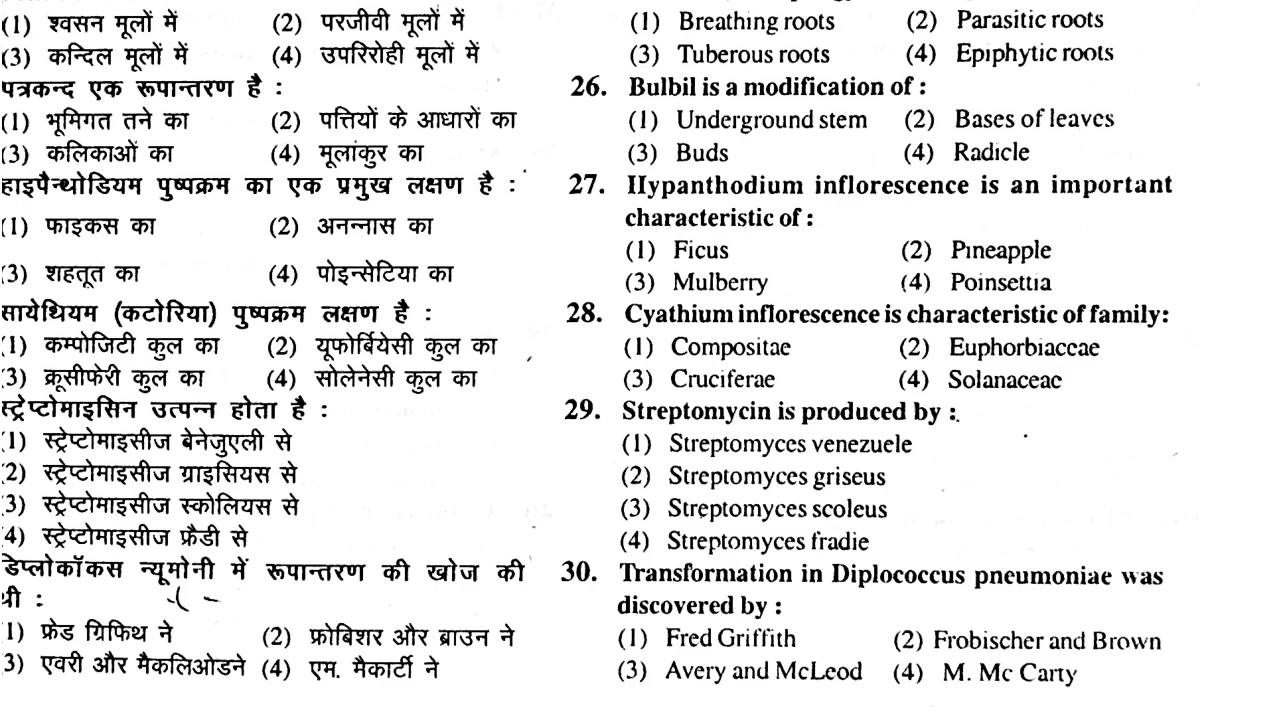 (1) श्वसन मूलों में (2) परजीवी मूलों में
(3) कन्दिल मूलों में (4) उपरिरोही मूलों में
पत्रकन्द एक रूपान्तरण है :
(1) भूमिगत तने का (2) पत्तियों के आधारों का
(3) कलिकाओं का (4) मूलांकुर का
हाइपैन्थोडियम पुष्पक्रम का एक प्रमुख लक्षण है :
(1) फाइकस का (2) अनन्नास का
(3) शहतूत का (4) पोइन्सेटिया का
सायेथियम (कटोरिया) पुष्पक्रम लक्षण है :
(1) कम्पोजिटी कुल का (2) यूफोर्बियेसी कुल का
(3) क्रूसीफेरी कुल का (4) सोलेनेसी कुल का
स्ट्रेप्टोमाइसिन उत्पन्न होता है :
(1) स्ट्रेप्टोमाइसीज बेनेजुएली से
(2) स्ट्रेप्टोमाइसीज ग्राइसियस से
(3) स्ट्रेप्टोमाइसीज स्कोलियस से
(4) स्ट्रेप्टोमाइसीज फ्रैडी से
डेप्लोकॉकस न्यूमोनी में रूपान्तरण की खोज की
थी :
1) फ्रेड ग्रिफिथ ने (2) फ्रोबिशर और ब्राउन ने
3) एवरी और मैकलिओडने (4) एम. मैकार्टी ने
(1) Breathing roots (2) Parasitic roots
(3) Tuberous roots (4) Epiphytic roots
26. Bulbil is a modification of :
(1) Underground stem (2) Bases of leaves
(3) Buds (4) Radicle
27. Hypanthodium inflorescence is an important
characteristic of :
(1) Ficus (2) Pineapple
(3) Mulberry (4) Poinsettia
28. Cyathium inflorescence is characteristic of family:
(1) Compositae (2) Euphorbiaceae
(3) Cruciferae (4) Solanaceae
29. Streptomycin is produced by :
(1) Streptomyces venezuele
(2) Streptomyces griseus
(3) Streptomyces scoleus
(4) Streptomyces fradie
30. Transformation in Diplococcus pneumoniae was
discovered by :
(1) Fred Griffith (2) Frobischer and Brown
(3) Avery and McLeod (4) M. Mc Carty